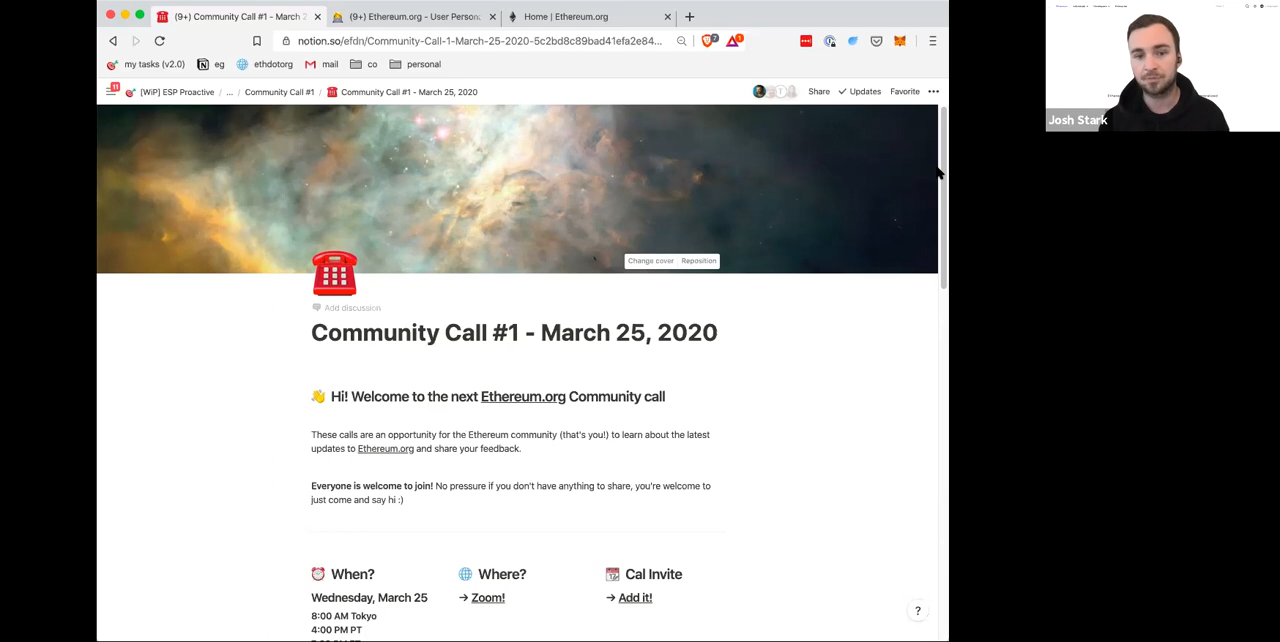 (9+) Community Call #1 - March 2
(9+) Ethereum.org - User Person
Home | Ethereum.org
notion.so/efdn/Community-Call-1-March-25-2020-5c2bd8c89bad41efa2e84...
my tasks (v2.0)
eg
ethdotorg
mail
co
personal
11
[WiP] ESP Proactive / ... / Community Call #1 / Community Call #1 - March 25, 2020
Share
Updates
Favorite
Josh Stark
Change cover
Reposition
Add discussion
Community Call #1 - March 25, 2020
👋 Hi! Welcome to the next Ethereum.org Community call
These calls are an opportunity for the Ethereum community (that's you!) to learn about the latest
updates to Ethereum.org and share your feedback.
Everyone is welcome to join! No pressure if you don't have anything to share, you're welcome to
just come and say hi :)
When?
Where?
Cal Invite
Wednesday, March 25
→ Zoom!
→ Add it!
8:00 AM Tokyo
4:00 PM PT
?